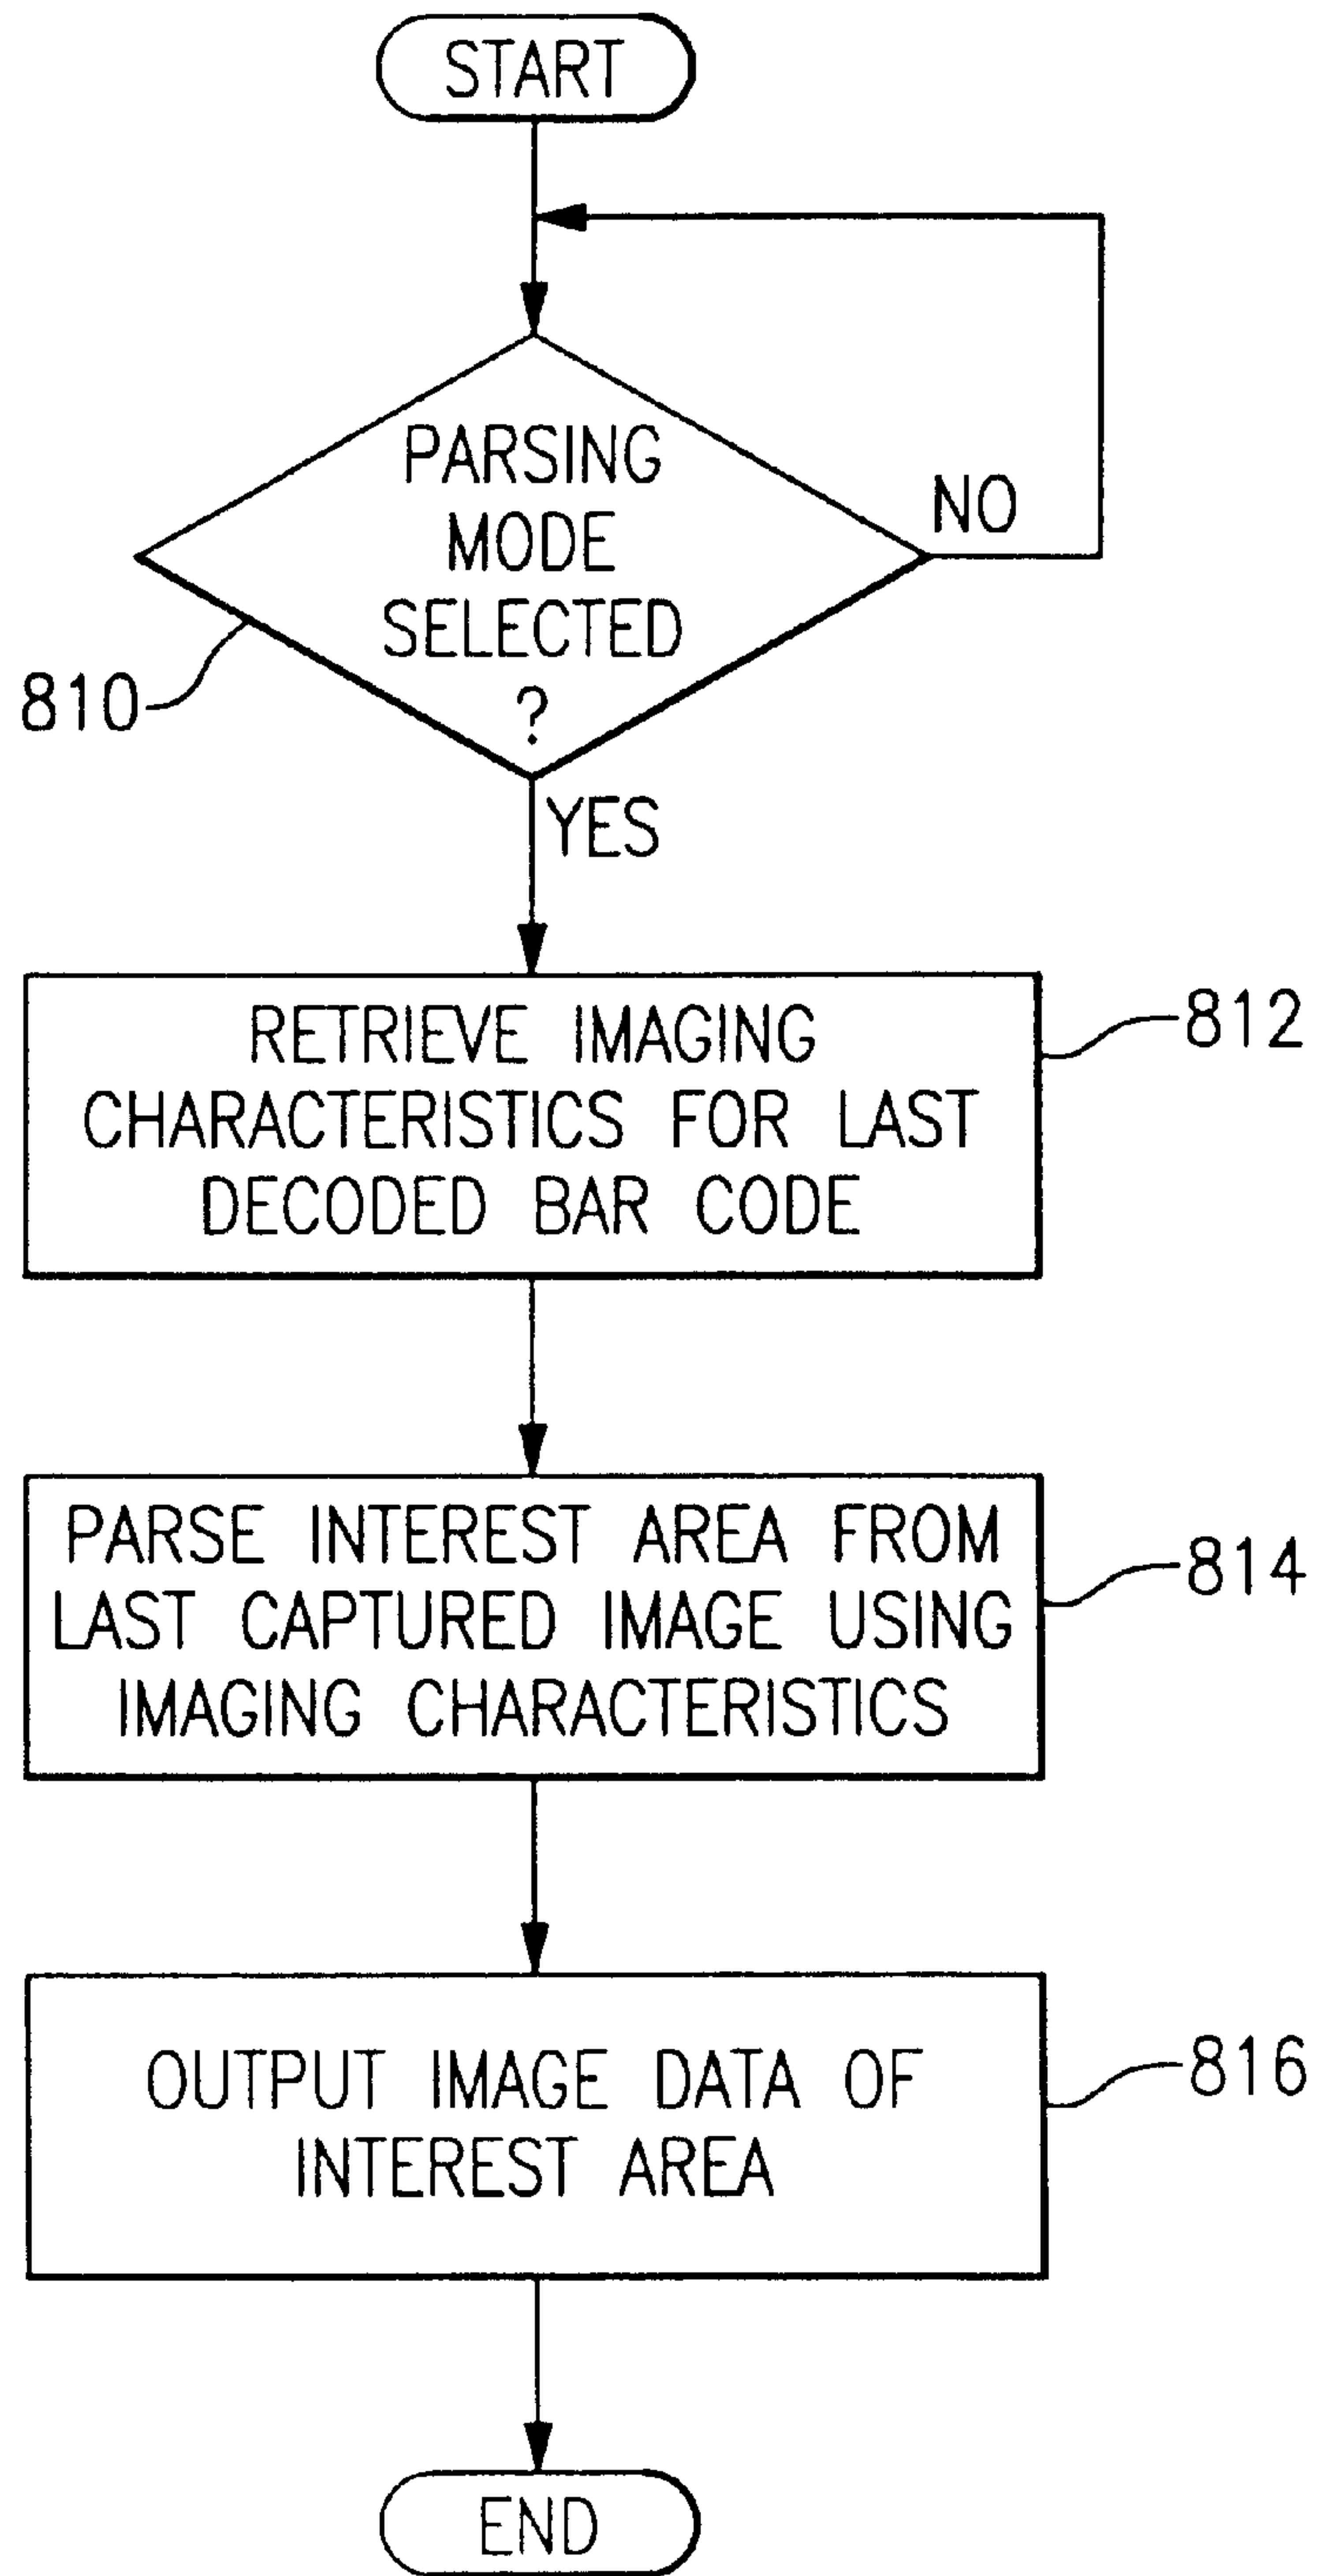 START
PARSING
MODE
SELECTED
?
NO
810
YES
RETRIEVE IMAGING
CHARACTERISTICS FOR LAST
DECODED BAR CODE
812
PARSE INTEREST AREA FROM
LAST CAPTURED IMAGE USING
IMAGING CHARACTERISTICS
814
OUTPUT IMAGE DATA OF
INTEREST AREA
816
END